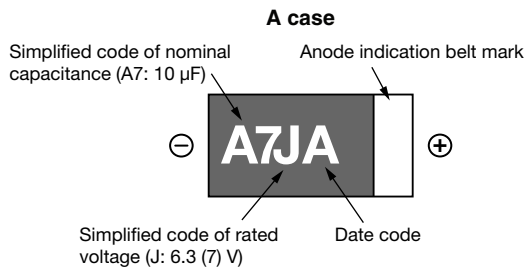 A case
Simplified code of nominal
capacitance (A7: 10 µF)
Anode indication belt mark
⊖ A7JA ⊕
Simplified code of rated
voltage (J: 6.3 (7) V)
Date code